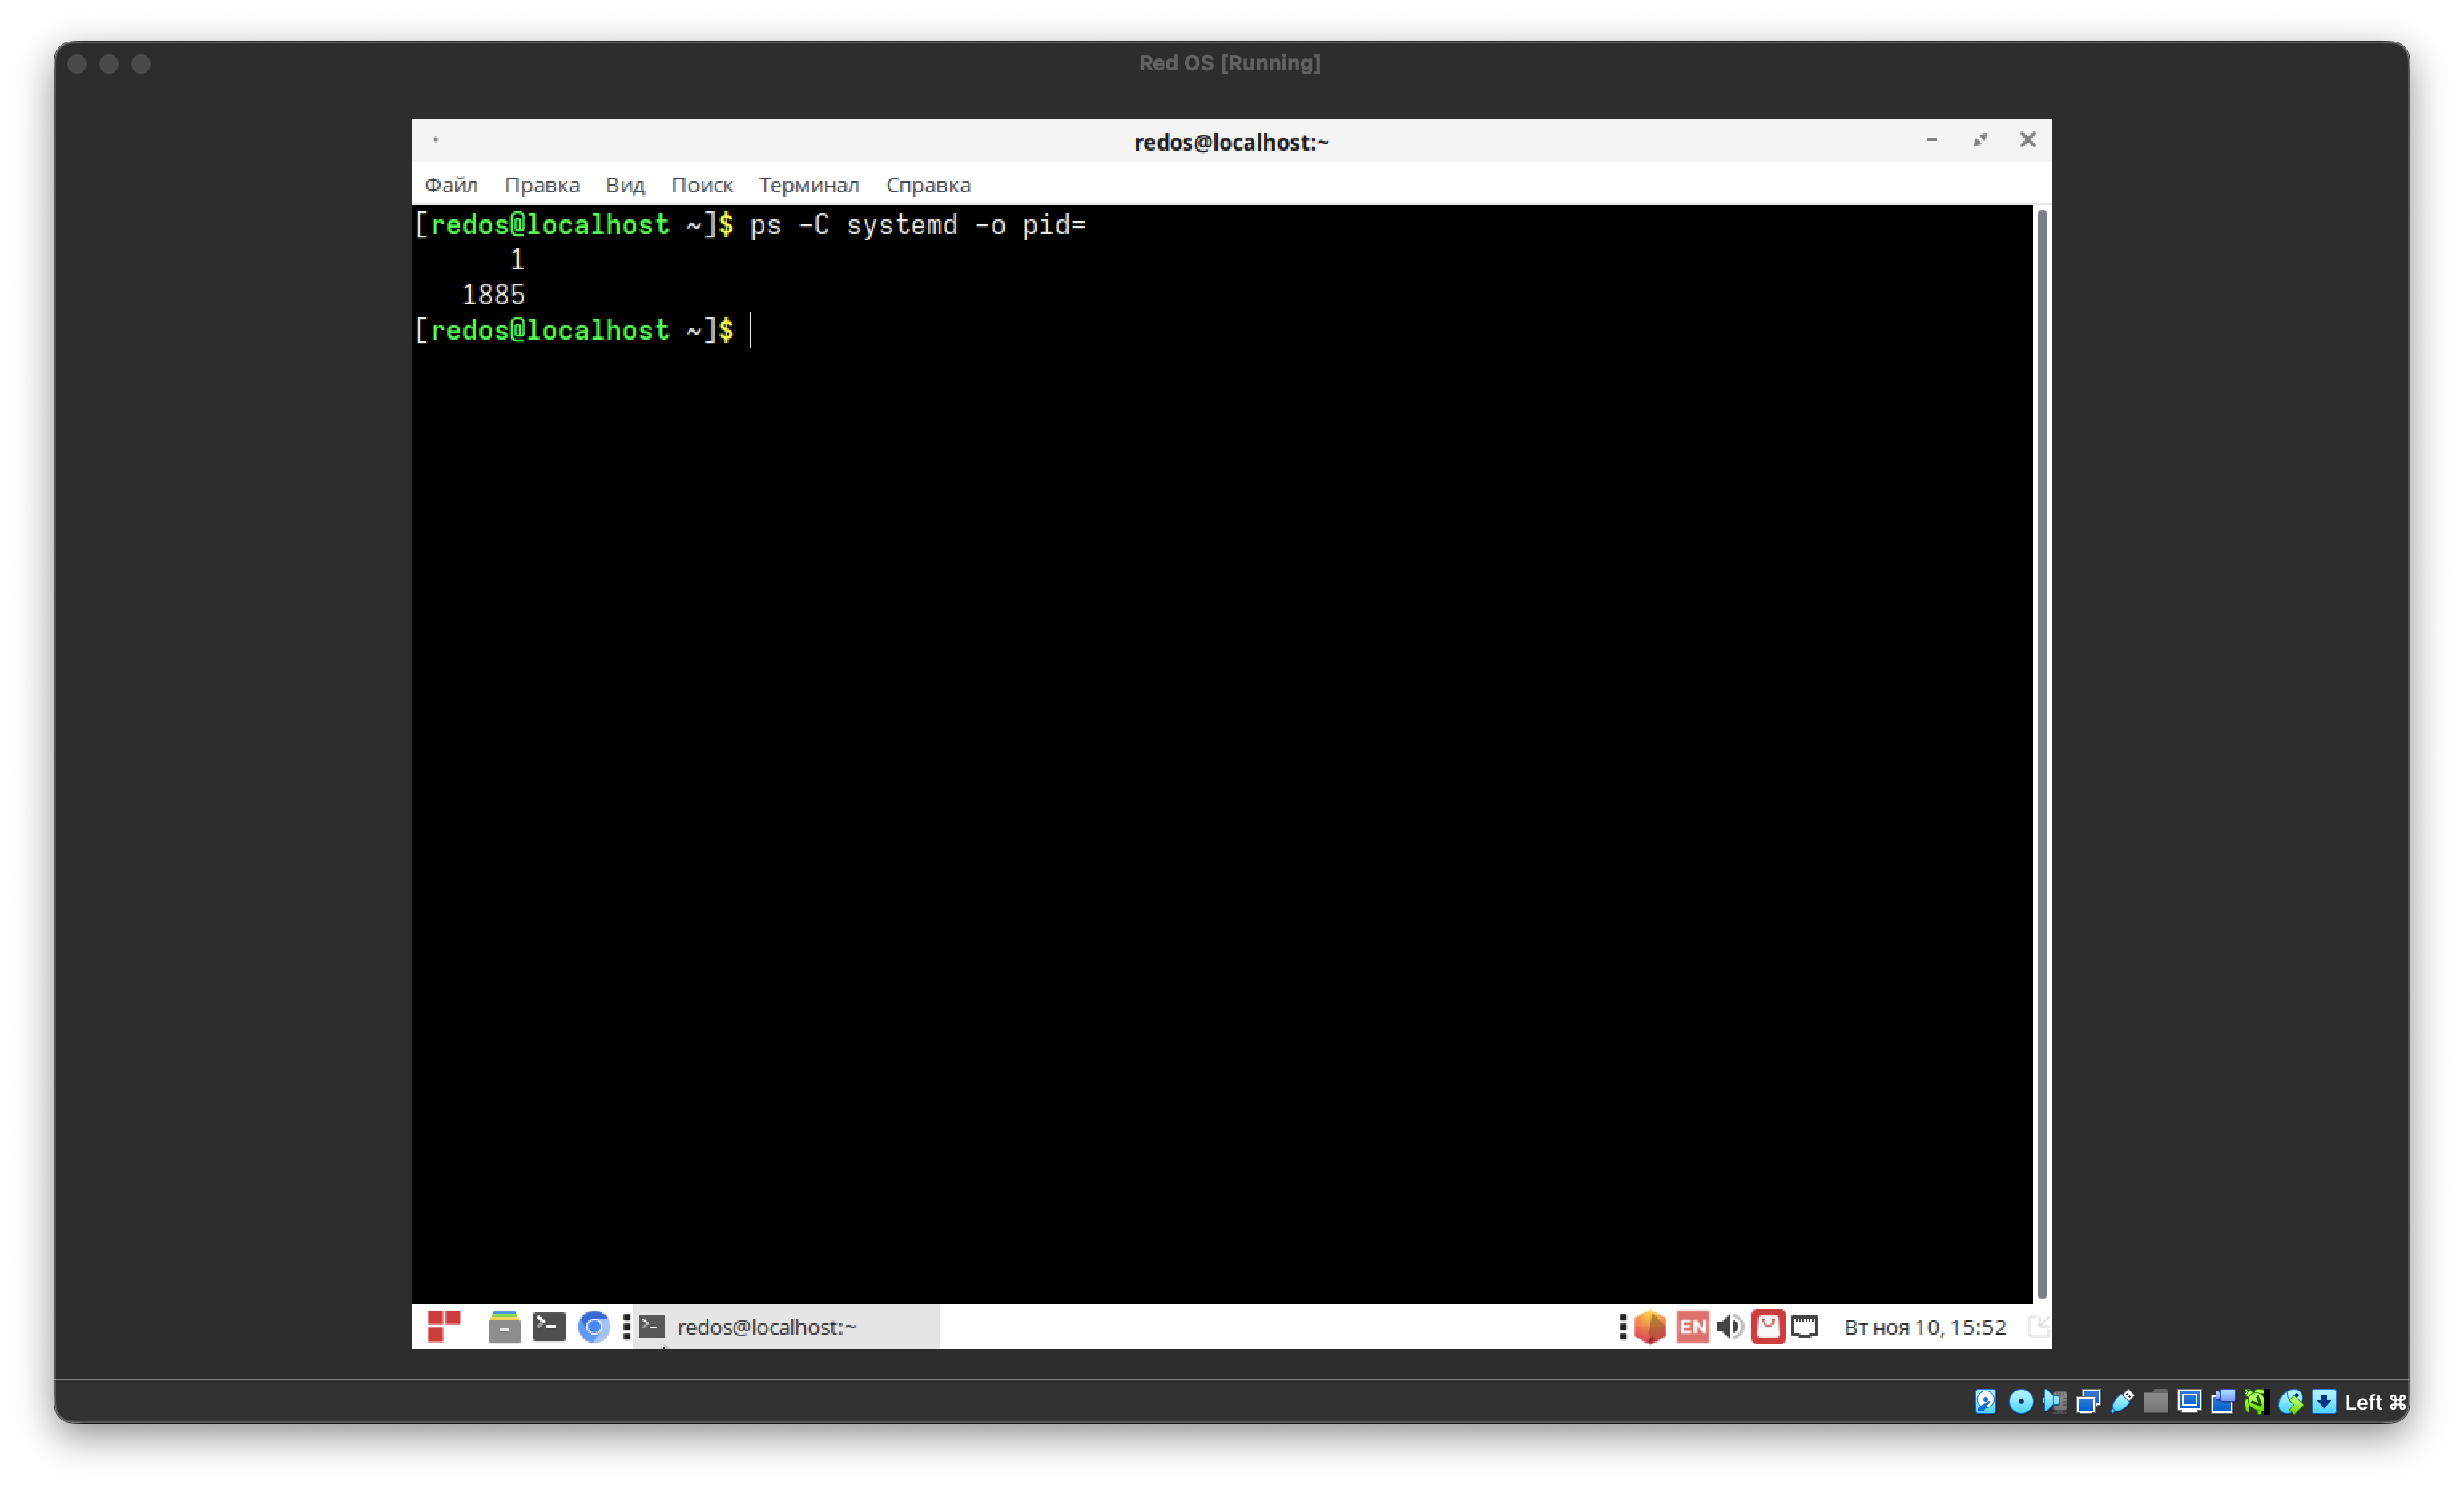 Red OS [Running]
redos@localhost:~
Файл Правка Вид Поиск Терминал Справка
[redos@localhost ~]$ ps -C systemd -o pid=
1
1885
[redos@localhost ~]$
redos@localhost:~
EN
Вт ноя 10, 15:52
Left ⌘